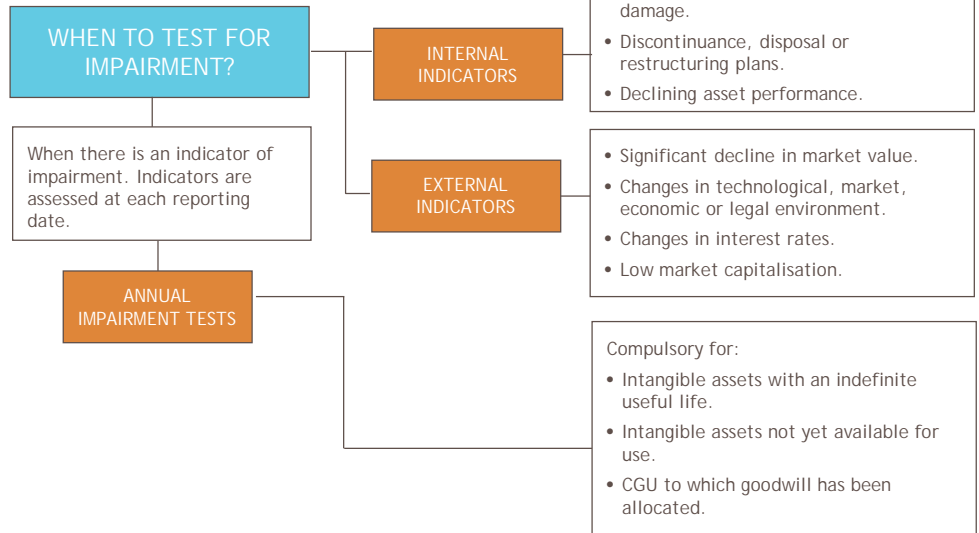 WHEN TO TEST FOR
IMPAIRMENT?
INTERNAL
INDICATORS
damage.
• Discontinuance, disposal or
restructuring plans.
• Declining asset performance.
When there is an indicator of
impairment. Indicators are
assessed at each reporting
date.
EXTERNAL
INDICATORS
• Significant decline in market value.
• Changes in technological, market,
economic or legal environment.
• Changes in interest rates.
• Low market capitalisation.
ANNUAL
IMPAIRMENT TESTS
Compulsory for:
• Intangible assets with an indefinite
useful life.
• Intangible assets not yet available for
use.
• CGU to which goodwill has been
allocated.